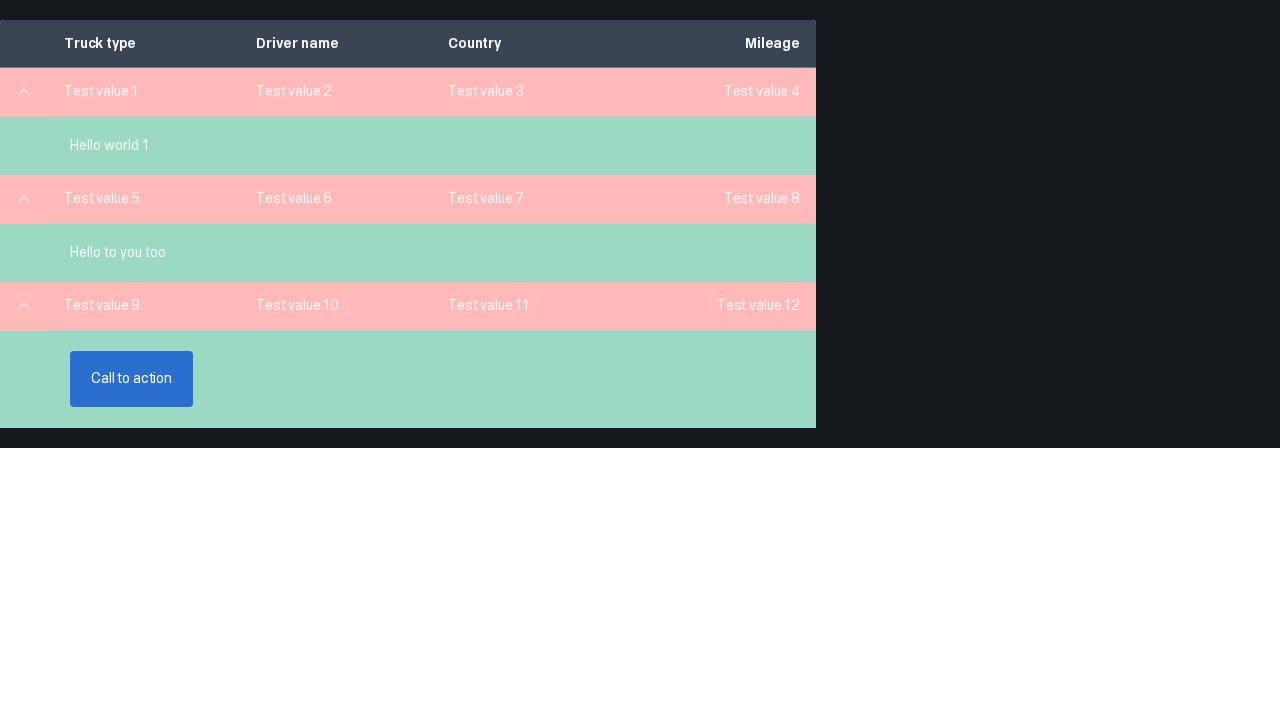 Truck type Driver name Country Mileage
Test value 1 Test value 2 Test value 3 Test value 4
Hello world 1
Test value 5 Test value 6 Test value 7 Test value 8
Hello to you too
Test value 9 Test value 10 Test value 11 Test value 12
Call to action